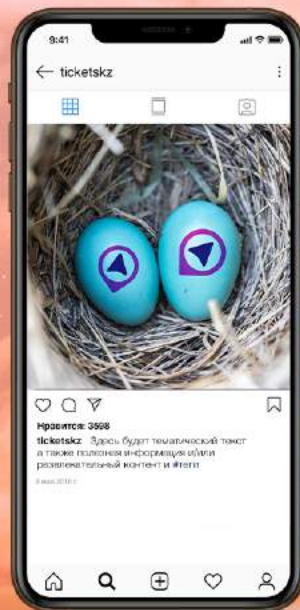 9:41
ticketskz
Нравится: 3598
ticketskz Здесь будет тематический текст
а также полезная информация и/или
развлекательный контент и #теги